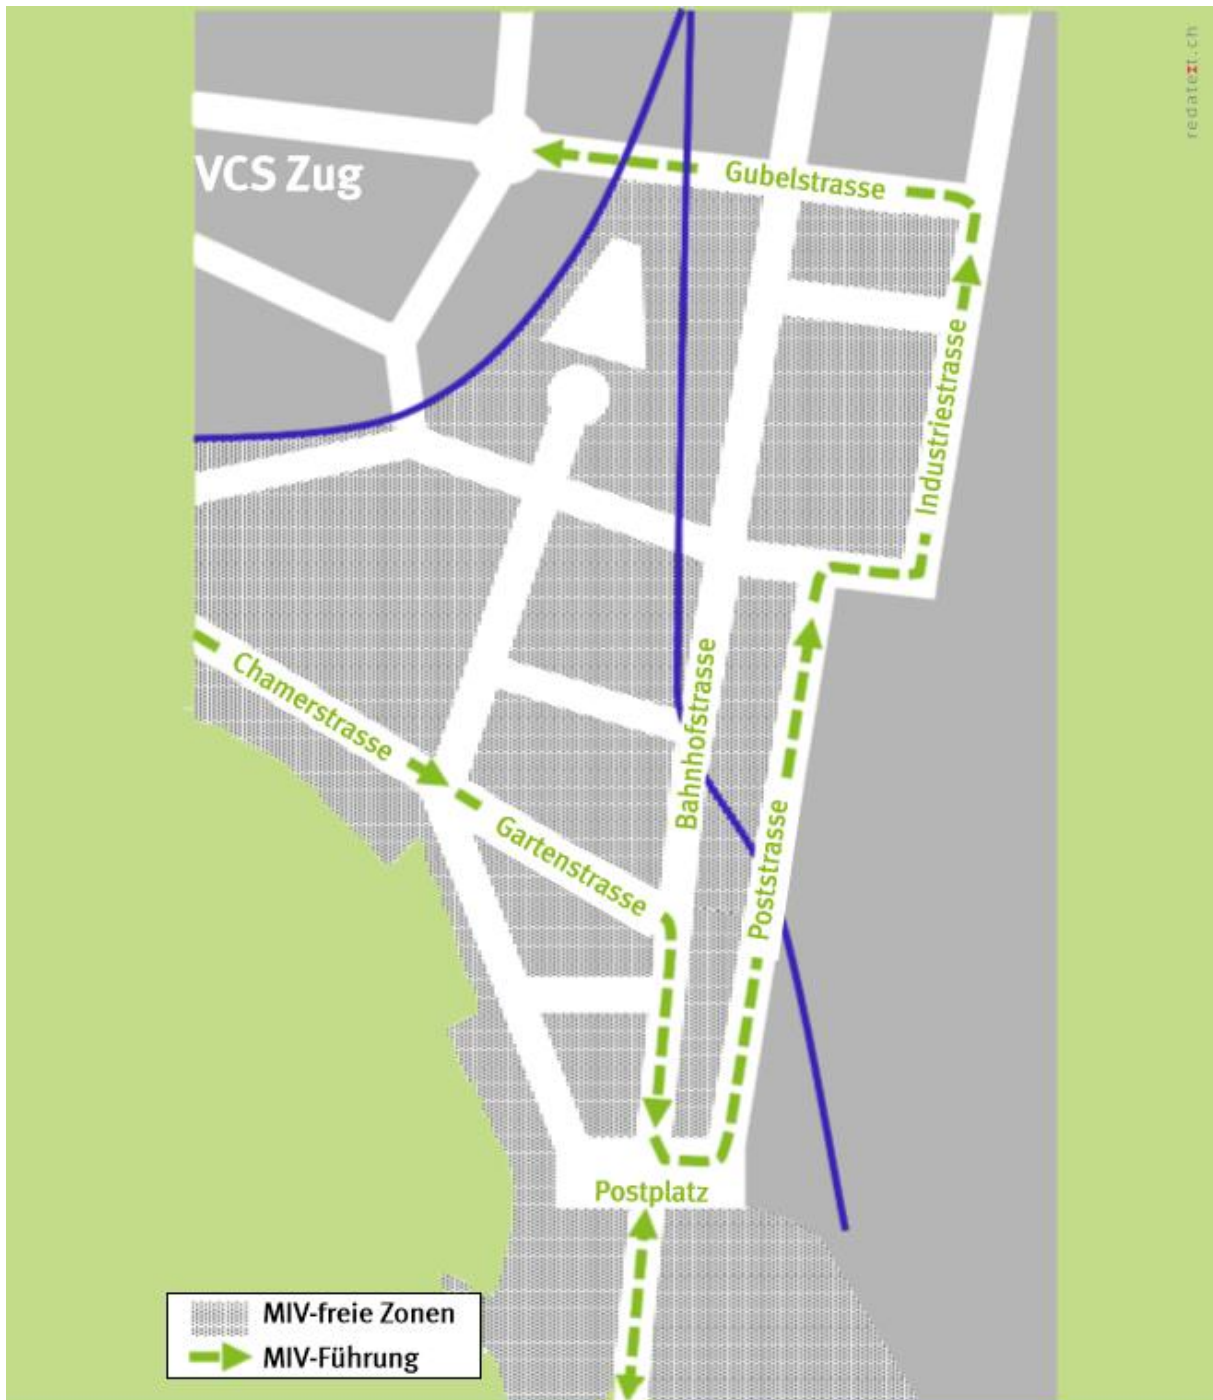 redatext.ch
VCS Zug
Gubelstrasse
Industriestrasse
Chamerstrasse
Bahnhofstrasse
Gartenstrasse
Poststrasse
Postplatz
MIV-freie Zonen
MIV-Führung